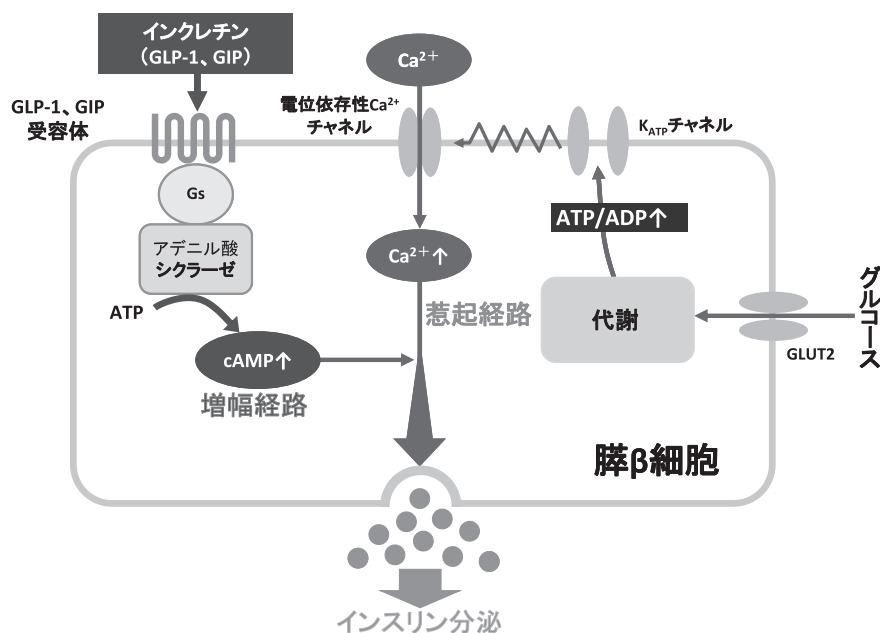 インクレチン
（GLP-1、GIP）
GLP-1、GIP
受容体
Gs
アデニル酸
シクラーゼ
ATP
cAMP↑
増幅経路
Ca²⁺
電位依存性Ca²⁺
チャネル
Ca²⁺↑
惹起経路
K_ATPチャネル
ATP/ADP↑
代謝
GLUT2
グルコース
膵β細胞
インスリン分泌